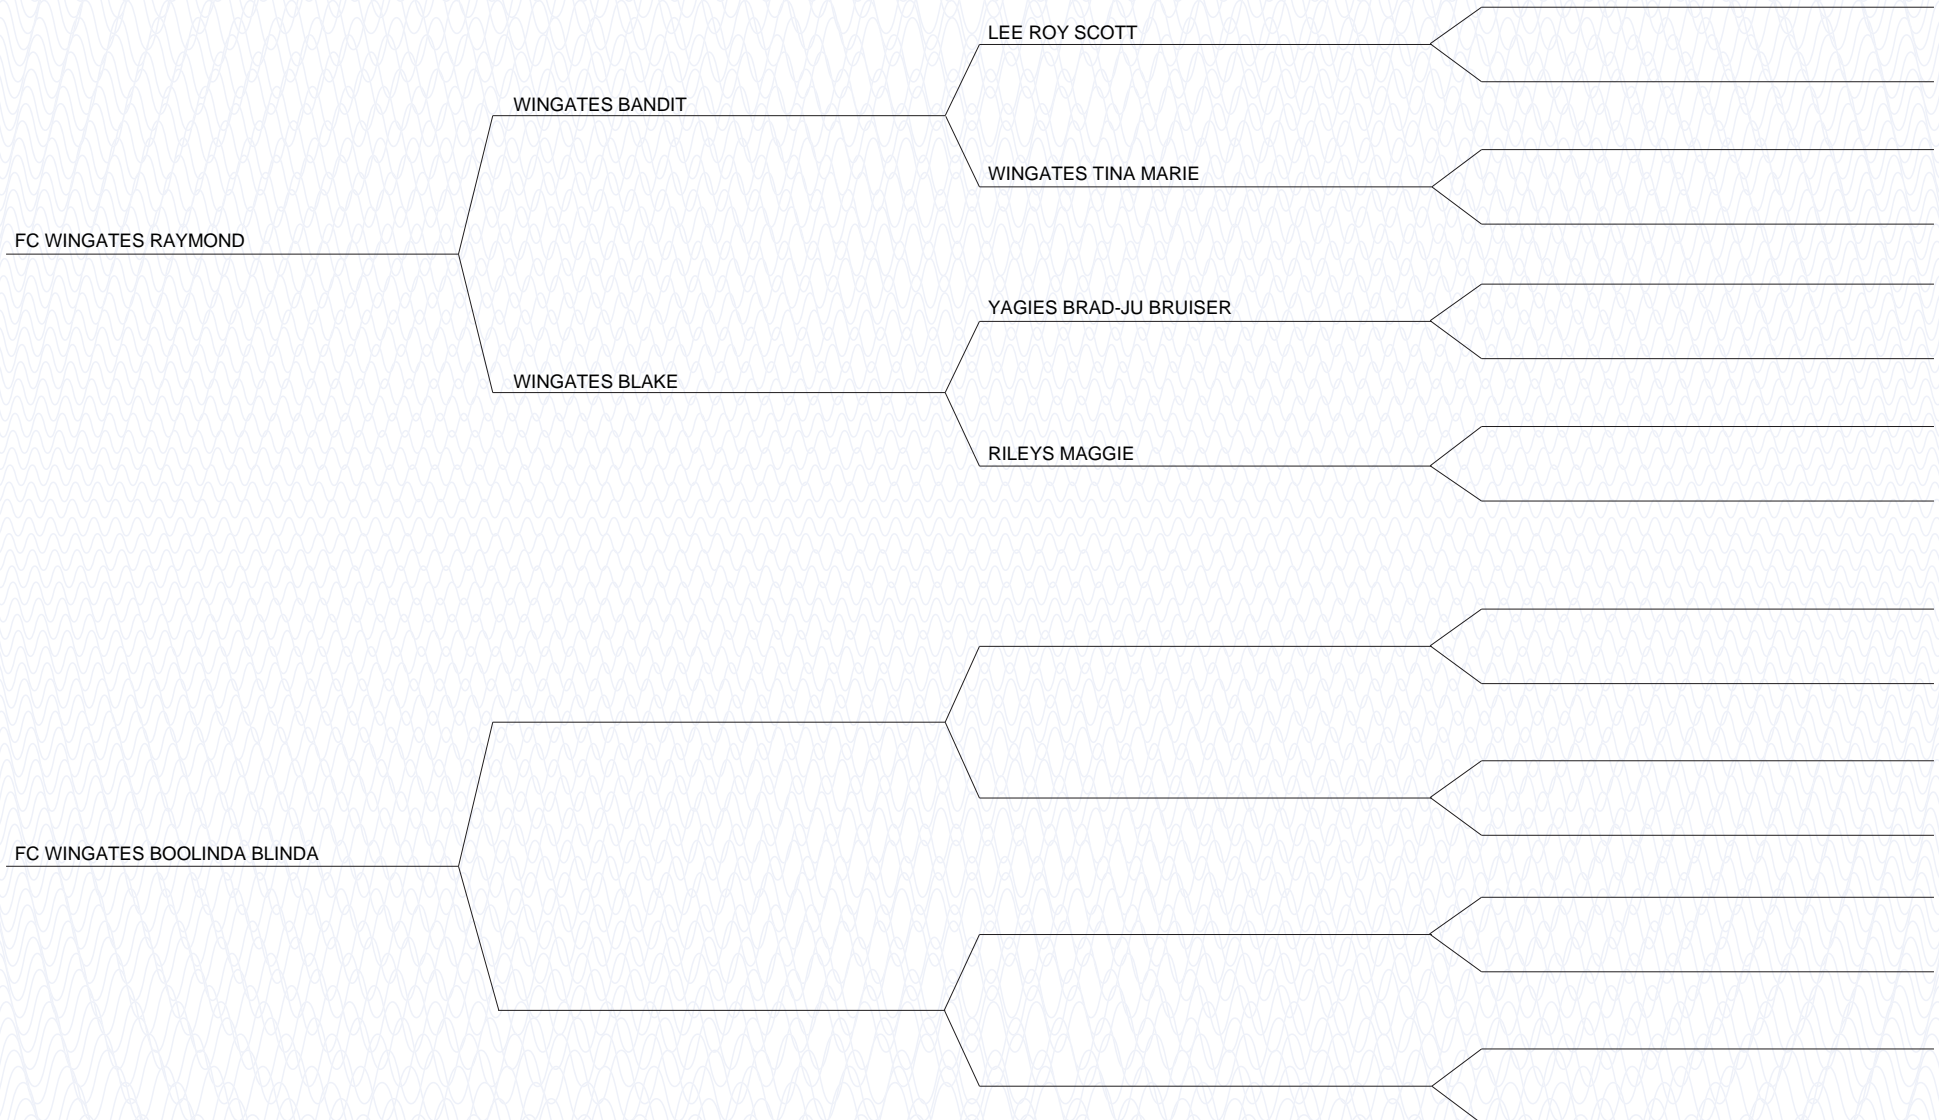 LEE ROY SCOTT
WINGATES BANDIT
WINGATES TINA MARIE
FC WINGATES RAYMOND
YAGIES BRAD-JU BRUISER
WINGATES BLAKE
RILEYS MAGGIE
FC WINGATES BOOLINDA BLINDA